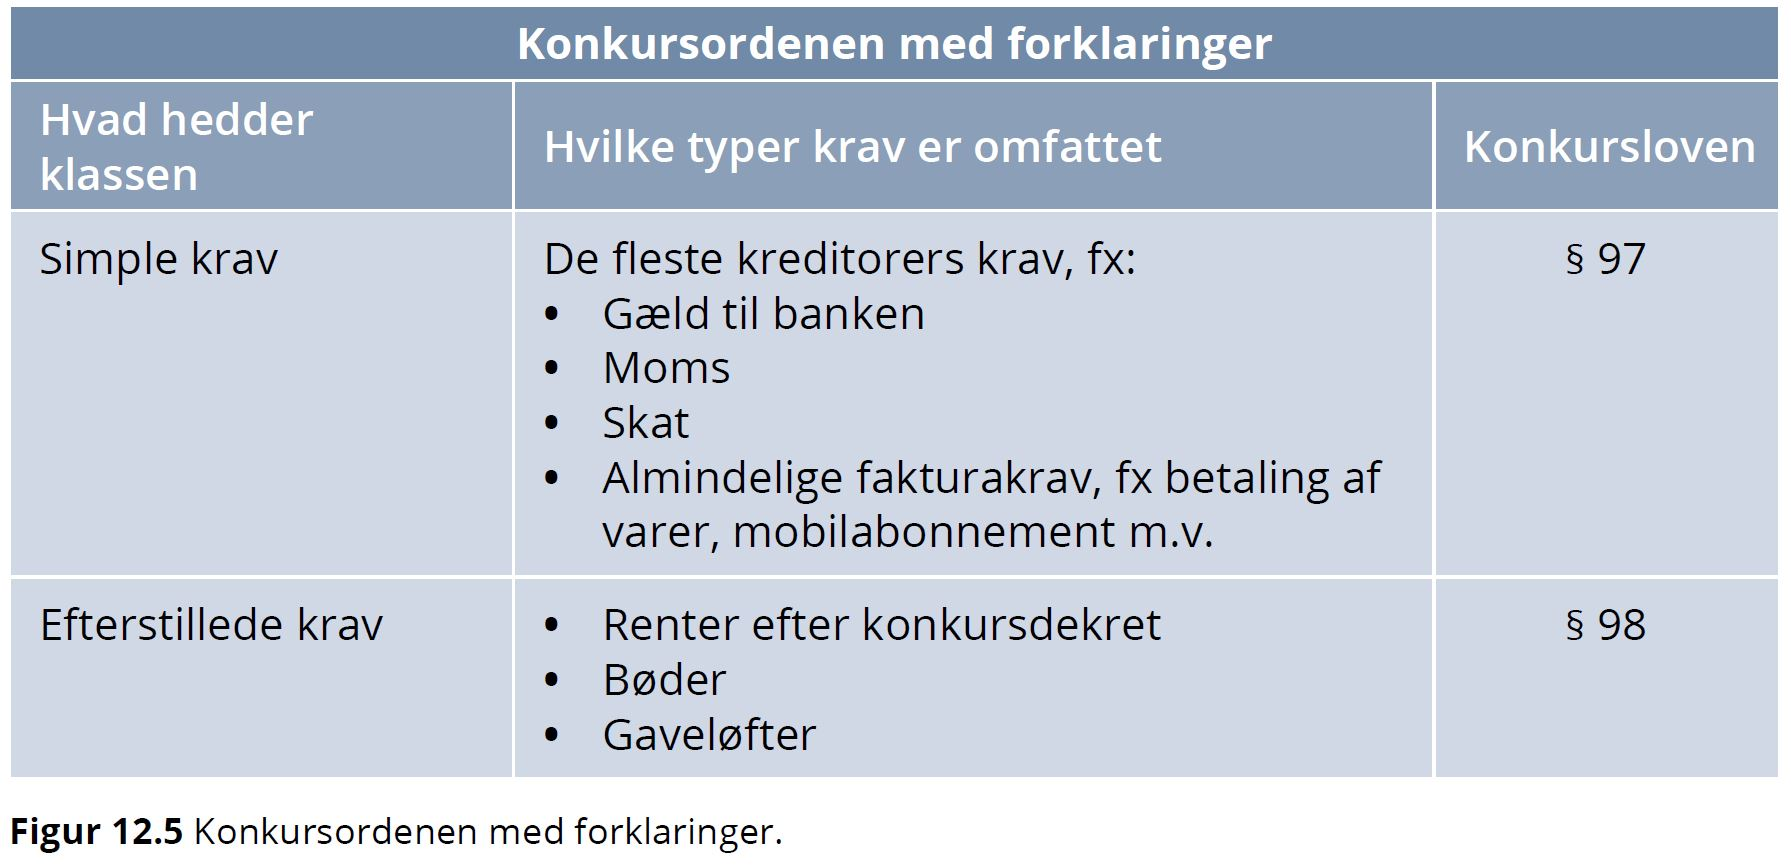 Konkursordenen med forklaringer
Hvad hedder
klassen
Hvilke typer krav er omfattet
Konkursloven
Simple krav
De fleste kreditorers krav, fx:
• Gæld til banken
• Moms
• Skat
• Almindelige fakturakrav, fx betaling af
varer, mobilabonnement m.v.
§ 97
Efterstillede krav
• Renter efter konkursdekret
• Bøder
• Gaveløfter
§ 98
Figur 12.5 Konkursordenen med forklaringer.